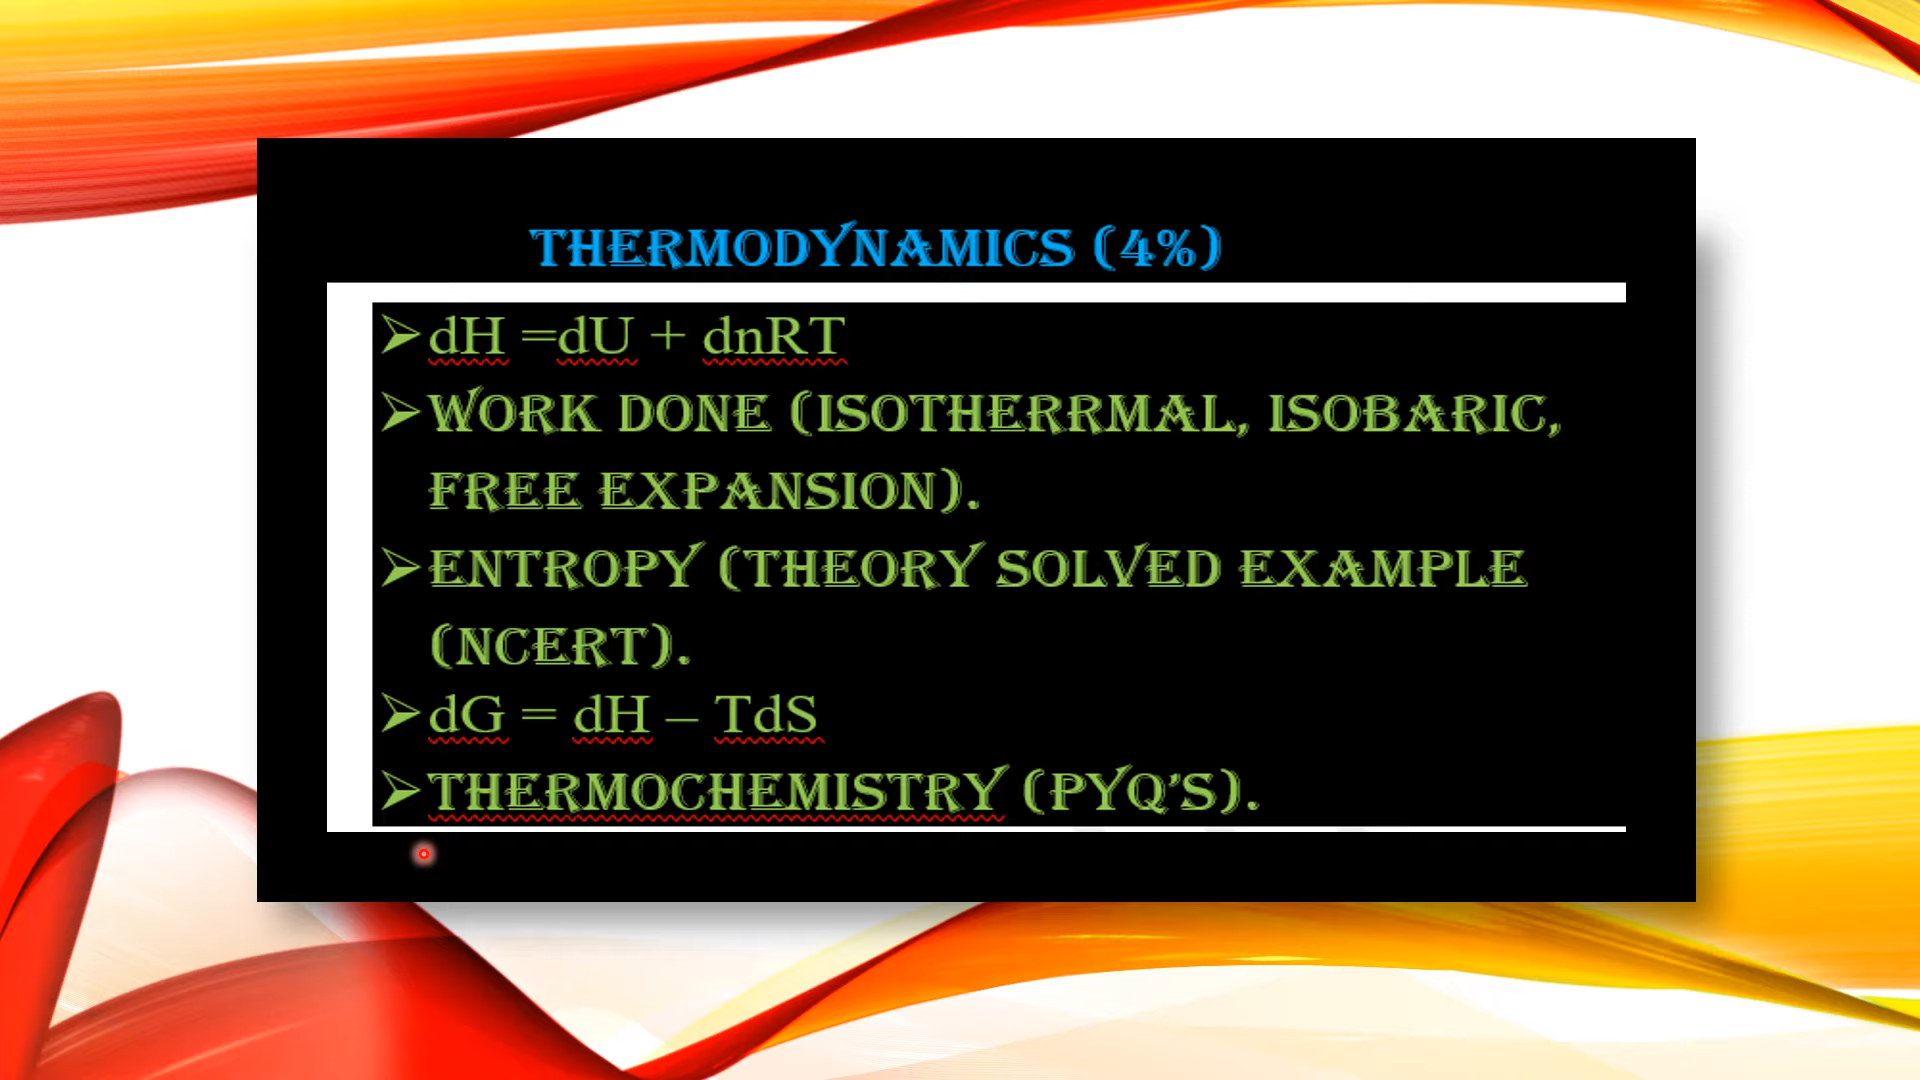 THERMODYNAMICS (4%)
➢dH =dU + dnRT
➢WORK DONE (ISOTHERRMAL, ISOBARIC,
FREE EXPANSION).
➢ENTROPY (THEORY SOLVED EXAMPLE
(NCERT).
➢dG = dH – TdS
➢THERMOCHEMISTRY (PYQ’S).